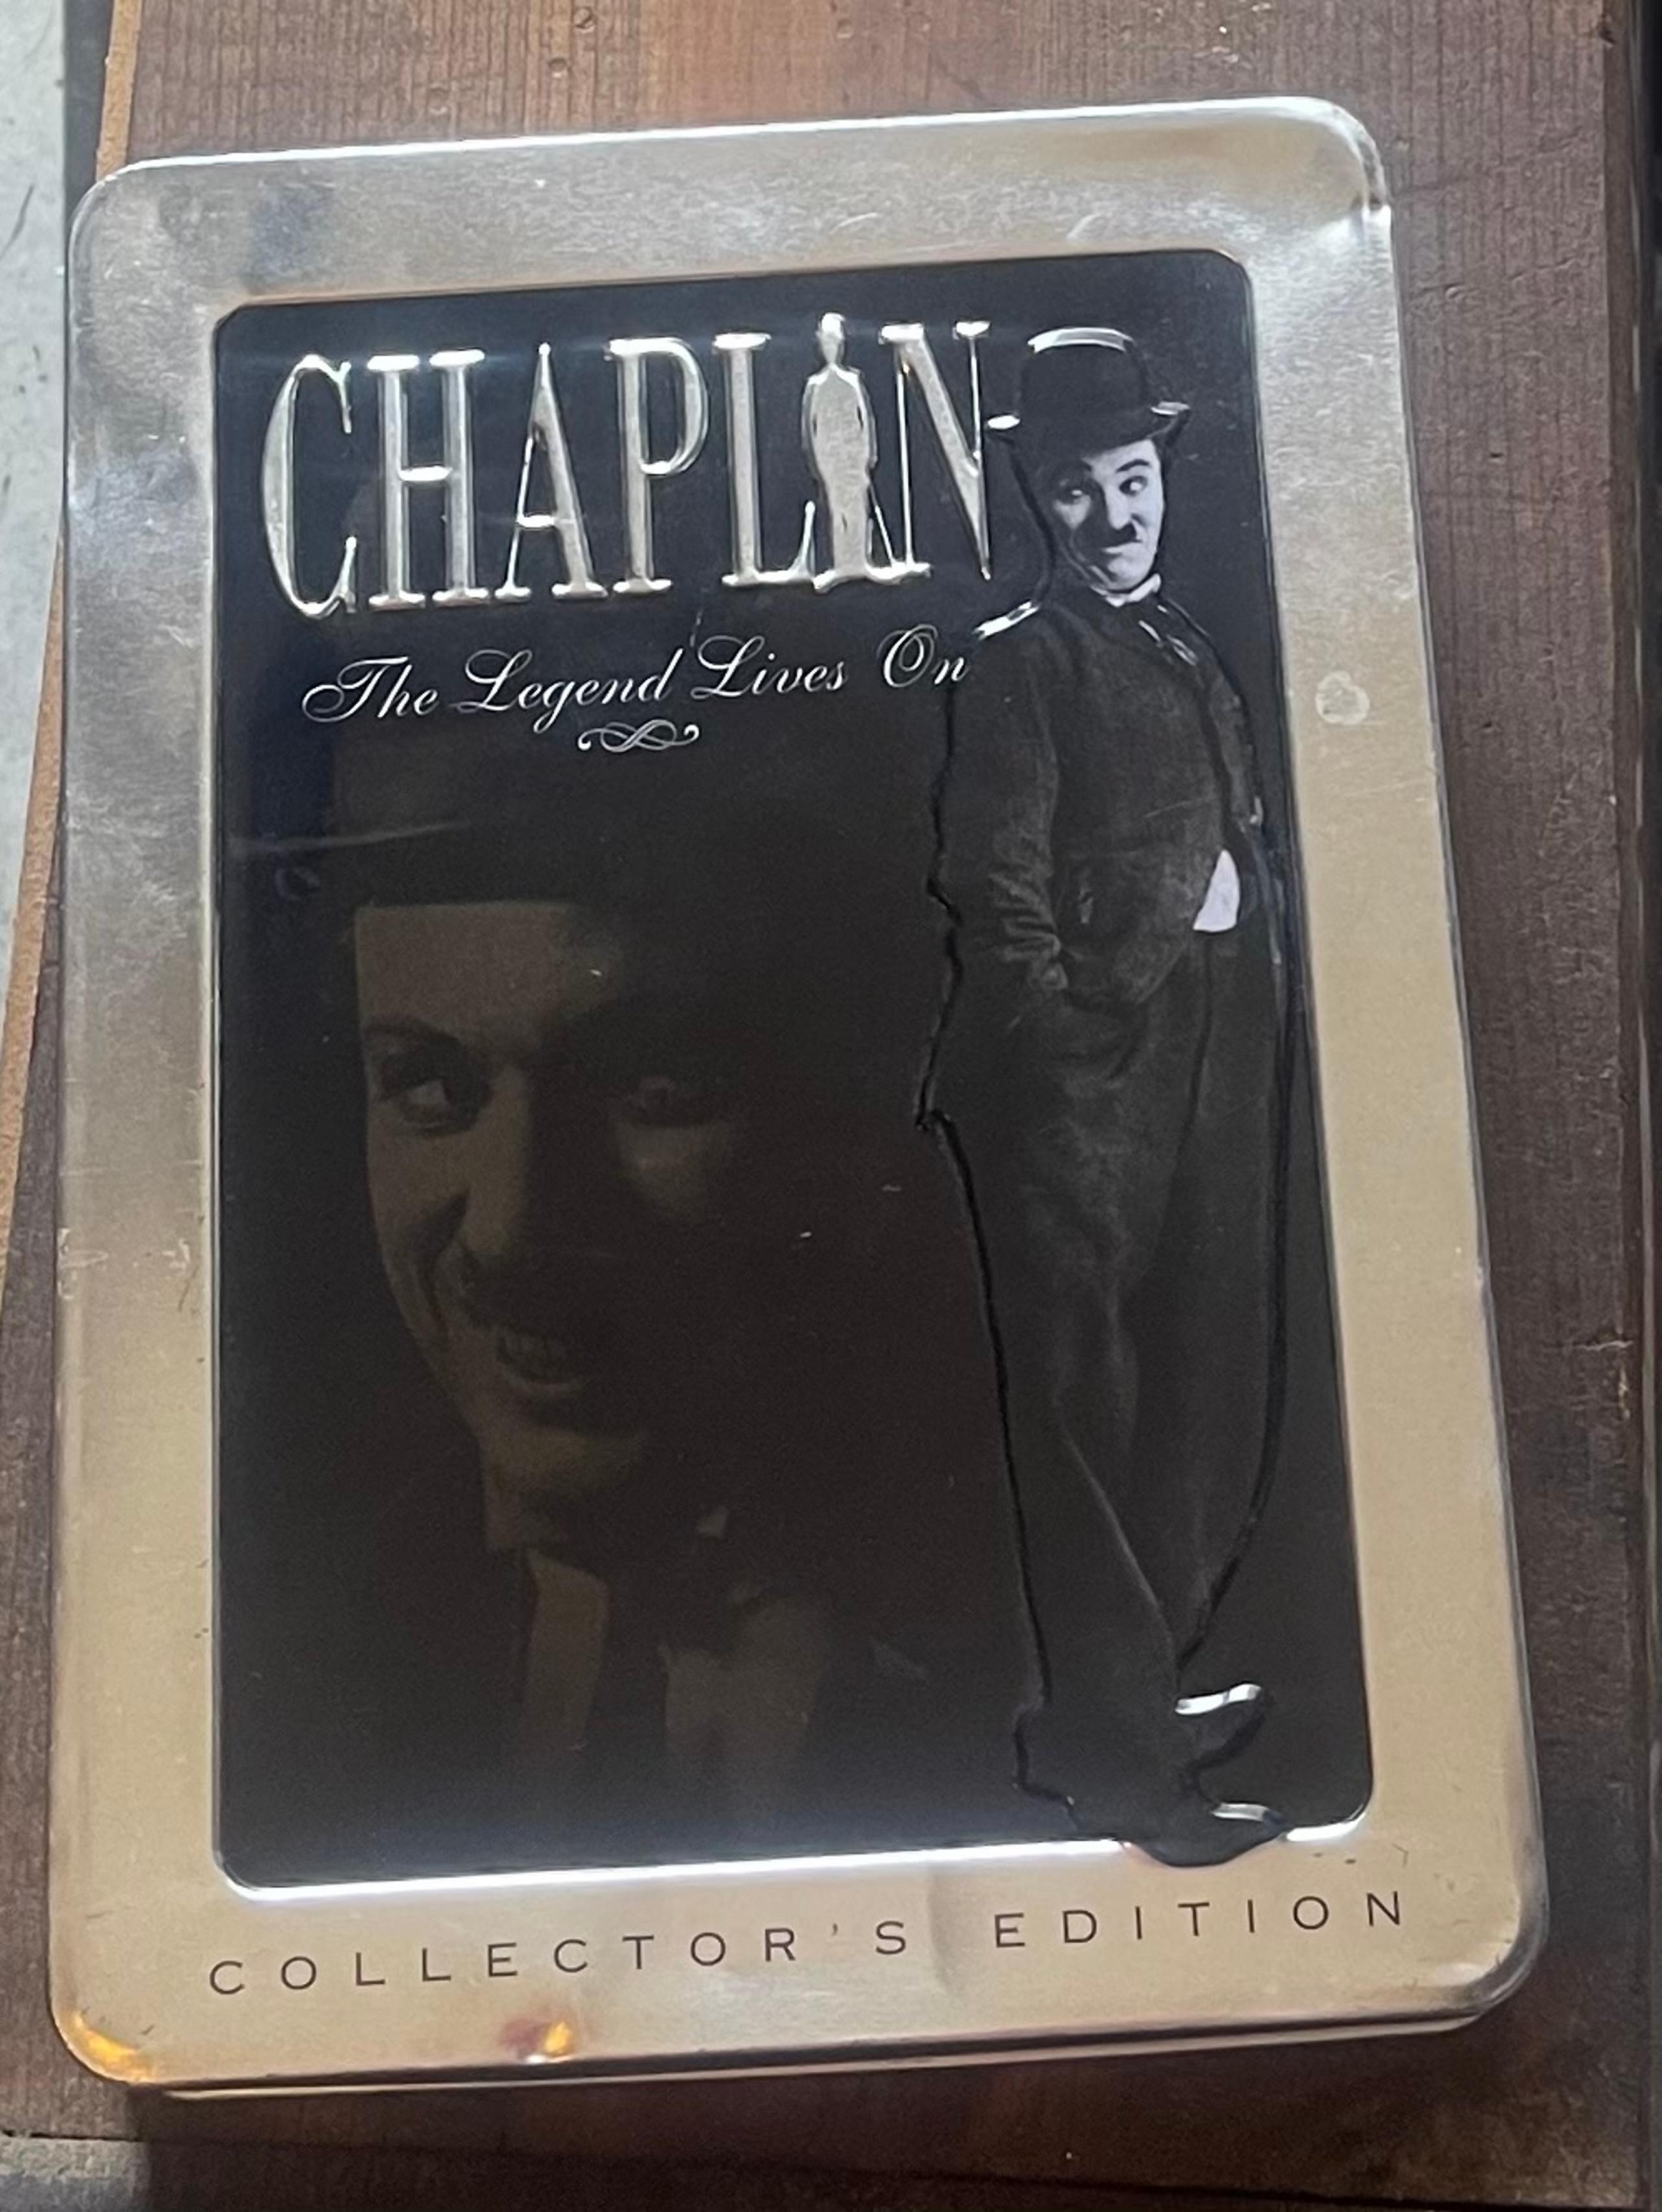 CHAPLIN
The Legend Lives On
COLLECTOR'S EDITION